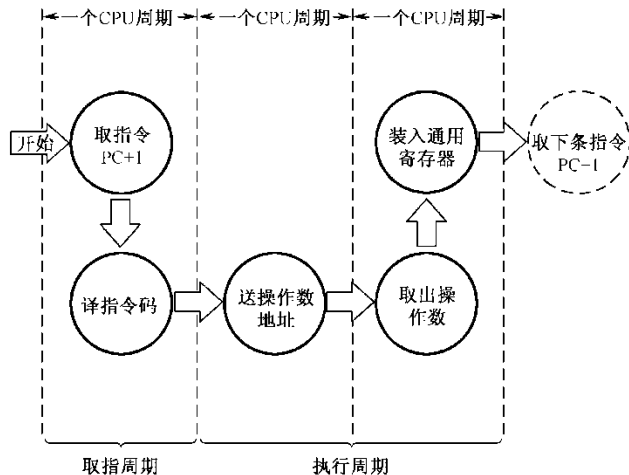 一个CPU周期
一个CPU周期
一个CPU周期
开始
取指令
PC+1
装入通用
寄存器
取下条指令
PC-1
译指令码
送操作数
地址
取出操作
数
取指周期
执行周期